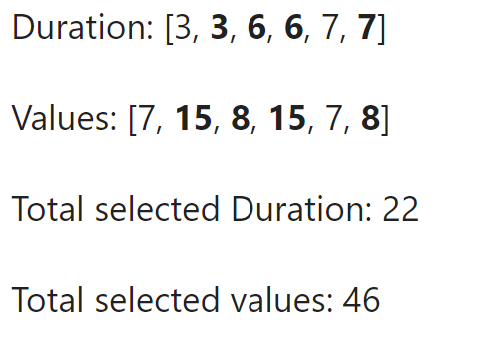 Duration: [3, 3, 6, 6, 7, 7]
Values: [7, 15, 8, 15, 7, 8]
Total selected Duration: 22
Total selected values: 46